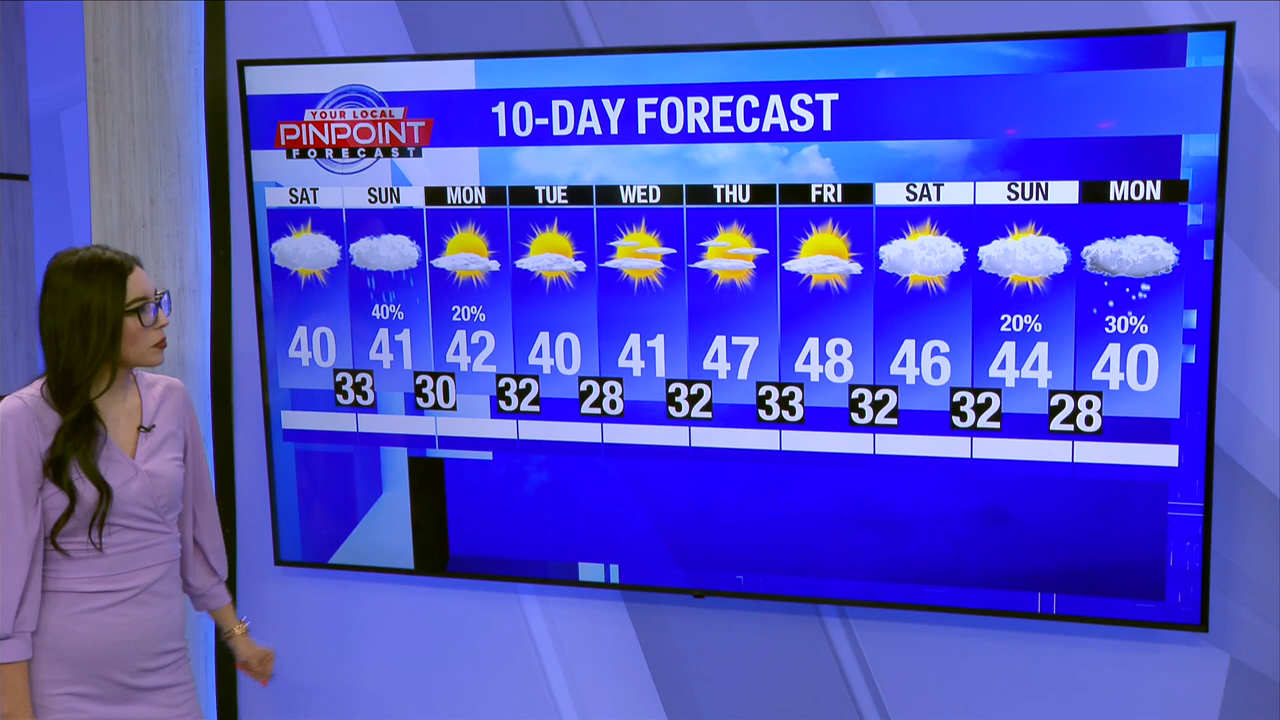 YOUR LOCAL
PINPOINT
FORECAST
10-DAY FORECAST
SAT SUN MON TUE WED THU FRI SAT SUN MON
40% 20% 20% 30%
40 41 42 40 41 47 48 46 44 40
33 30 32 28 32 33 32 32 28